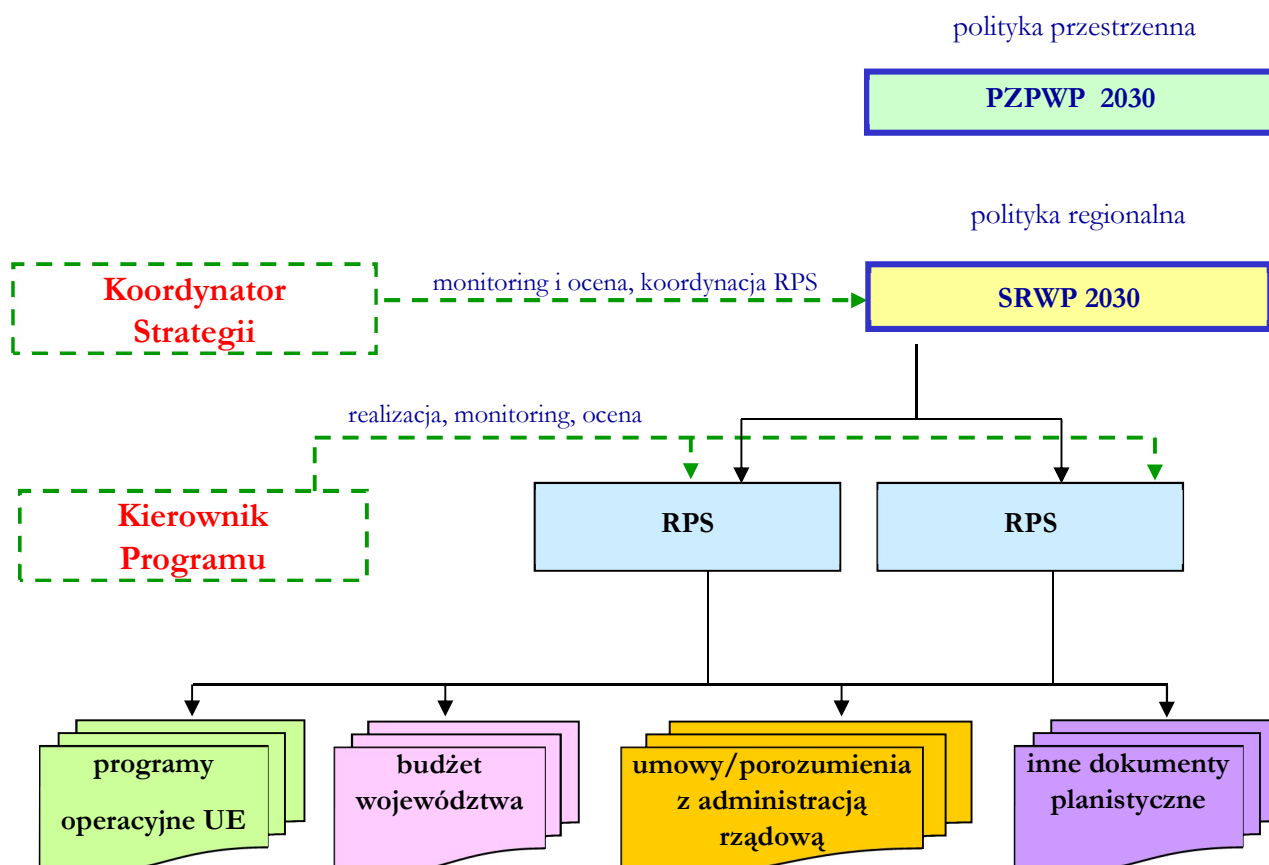 polityka przestrzenna
PZPWP 2030
polityka regionalna
Koordynator
Strategii
monitoring i ocena, koordynacja RPS
SRWP 2030
realizacja, monitoring, ocena
Kierownik
Programu
RPS
RPS
programy
operacyjne UE
budżet
województwa
umowy/porozumienia
z administracją
rządową
inne dokumenty
planistyczne